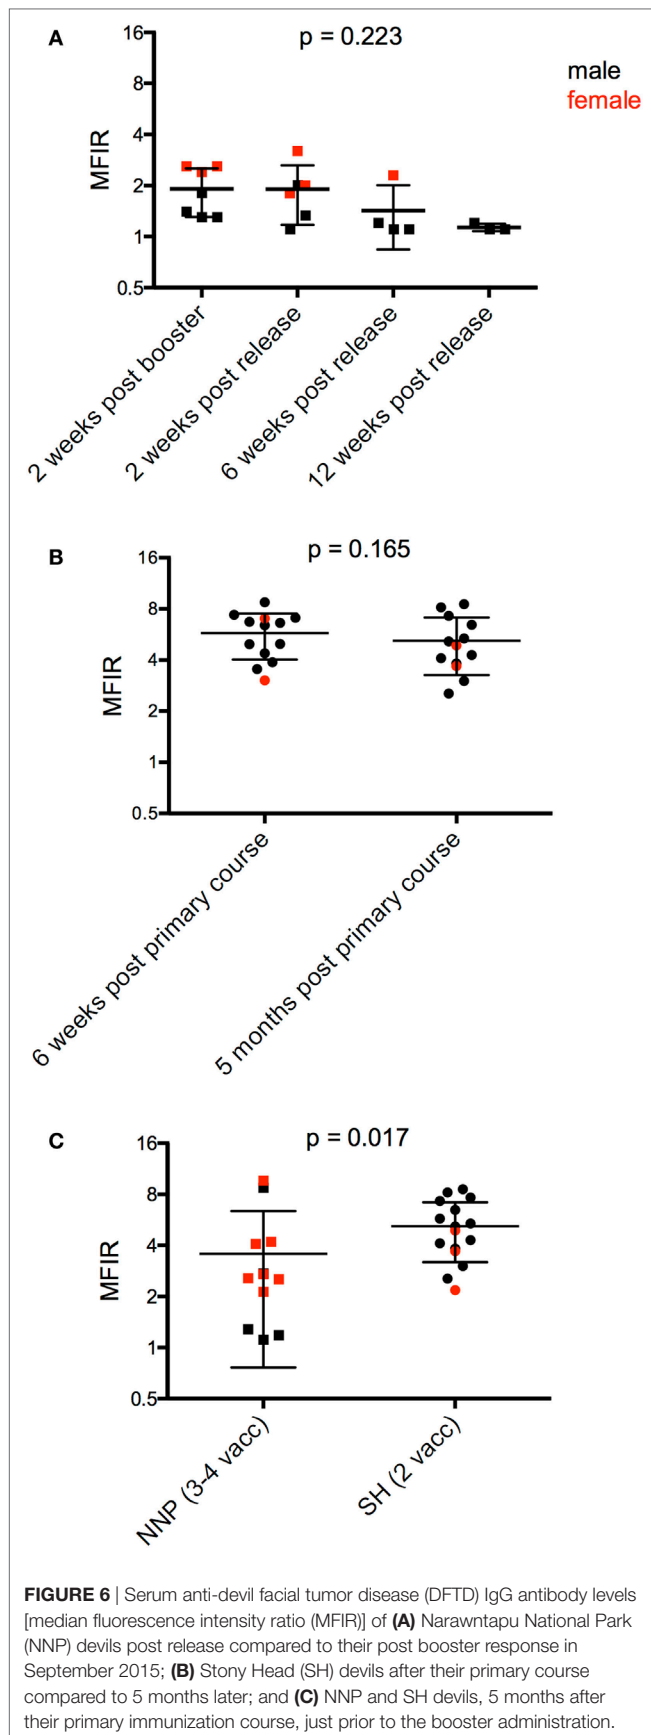 A
p = 0.223
male
female
MFIR
16
8
4
2
1
0.5
2 weeks post booster
2 weeks post release
6 weeks post release
12 weeks post release
B
p = 0.165
MFIR
16
8
4
2
1
0.5
6 weeks post primary course
5 months post primary course
C
p = 0.017
MFIR
16
8
4
2
1
0.5
NNP (3-4 vacc)
SH (2 vacc)
FIGURE 6 | Serum anti-devil facial tumor disease (DFTD) IgG antibody levels
[median fluorescence intensity ratio (MFIR)] of (A) Narawntapu National Park
(NNP) devils post release compared to their post booster response in
September 2015; (B) Stony Head (SH) devils after their primary course
compared to 5 months later; and (C) NNP and SH devils, 5 months after
their primary immunization course, just prior to the booster administration.